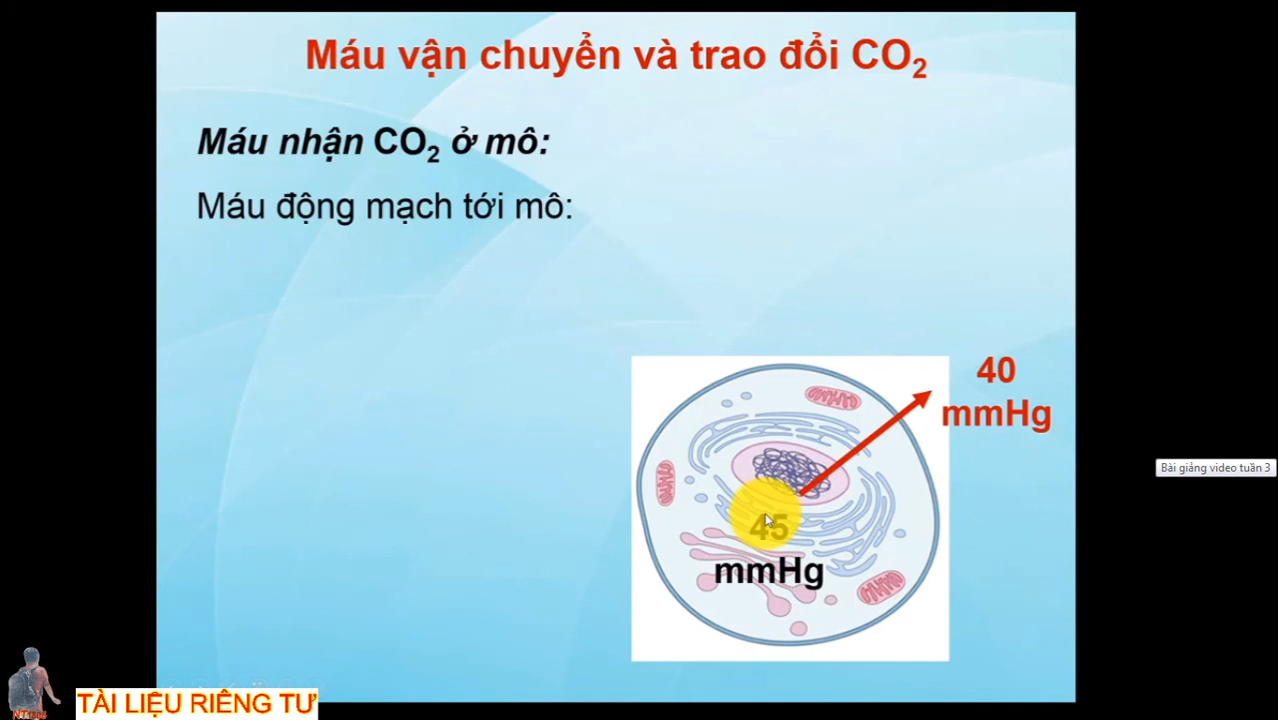 Máu vận chuyển và trao đổi CO₂
Máu nhận CO₂ ở mô:
Máu động mạch tới mô:
40
mmHg
45
mmHg
Bài giảng video tuần 3
TÀI LIỆU RIÊNG TƯ